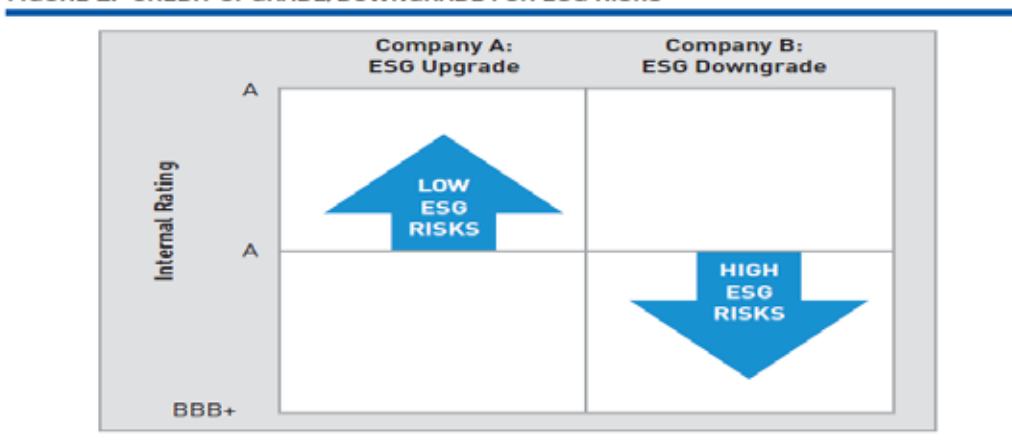 Company A:
ESG Upgrade
Company B:
ESG Downgrade
A
Internal Rating
A
BBB+
LOW
ESG
RISKS
HIGH
ESG
RISKS